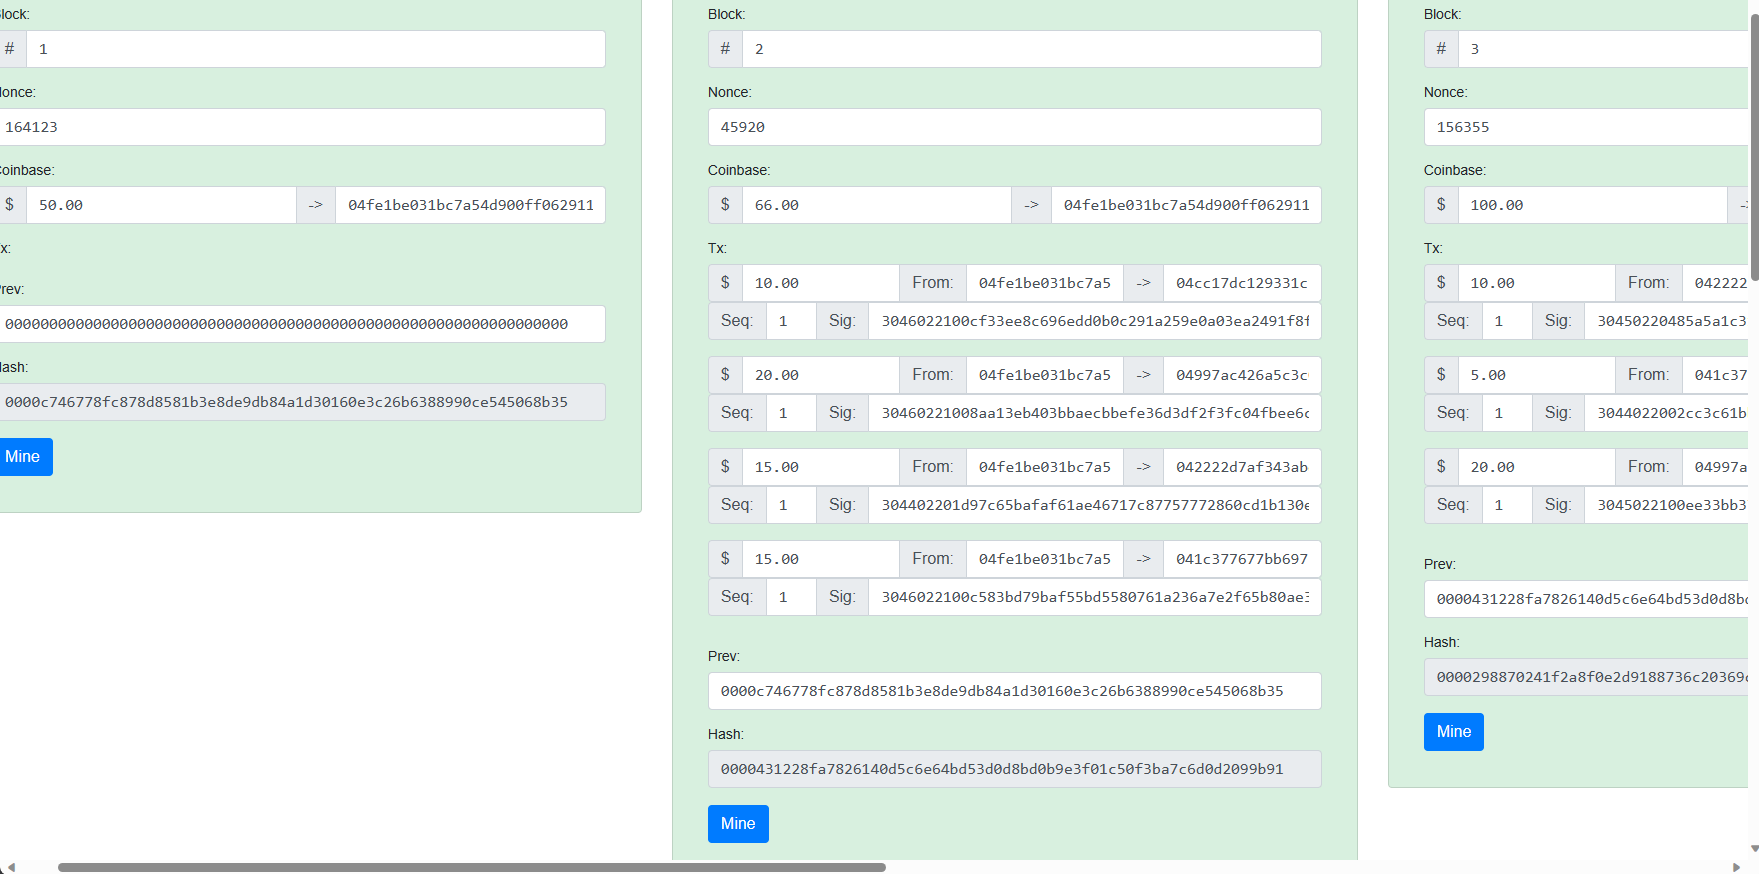 lock:
# 1
once:
164123
oinbase:
$ 50.00 -> 04fe1be031bc7a54d900ff062911
x:
rev:
0000000000000000000000000000000000000000000000000000000000000000
ash:
0000c746778fc878d8581b3e8de9db84a1d30160e3c26b6388990ce545068b35
Mine
Block:
# 2
Nonce:
45920
Coinbase:
$ 66.00 -> 04fe1be031bc7a54d900ff062911
Tx:
$ 10.00 From: 04fe1be031bc7a5 -> 04cc17dc129331c
Seq: 1 Sig: 3046022100cf33ee8c696edd0b0c291a259e0a03ea2491f8f
$ 20.00 From: 04fe1be031bc7a5 -> 04997ac426a5c3c
Seq: 1 Sig: 30460221008aa13eb403bbaecbbefe36d3df2f3fc04fbee6c
$ 15.00 From: 04fe1be031bc7a5 -> 042222d7af343ab
Seq: 1 Sig: 304402201d97c65bafaf61ae46717c87757772860cd1b130e
$ 15.00 From: 04fe1be031bc7a5 -> 041c377677bb697
Seq: 1 Sig: 3046022100c583bd79baf55bd5580761a236a7e2f65b80ae3
Prev:
0000c746778fc878d8581b3e8de9db84a1d30160e3c26b6388990ce545068b35
Hash:
0000431228fa7826140d5c6e64bd53d0d8bd0b9e3f01c50f3ba7c6d0d2099b91
Mine
Block:
# 3
Nonce:
156355
Coinbase:
$ 100.00 ->
Tx:
$ 10.00 From: 042222
Seq: 1 Sig: 30450220485a5a1c3
$ 5.00 From: 041c37
Seq: 1 Sig: 3044022002cc3c61b
$ 20.00 From: 04997a
Seq: 1 Sig: 3045022100ee33bb3
Prev:
0000431228fa7826140d5c6e64bd53d0d8bd
Hash:
0000298870241f2a8f0e2d9188736c20369c
Mine